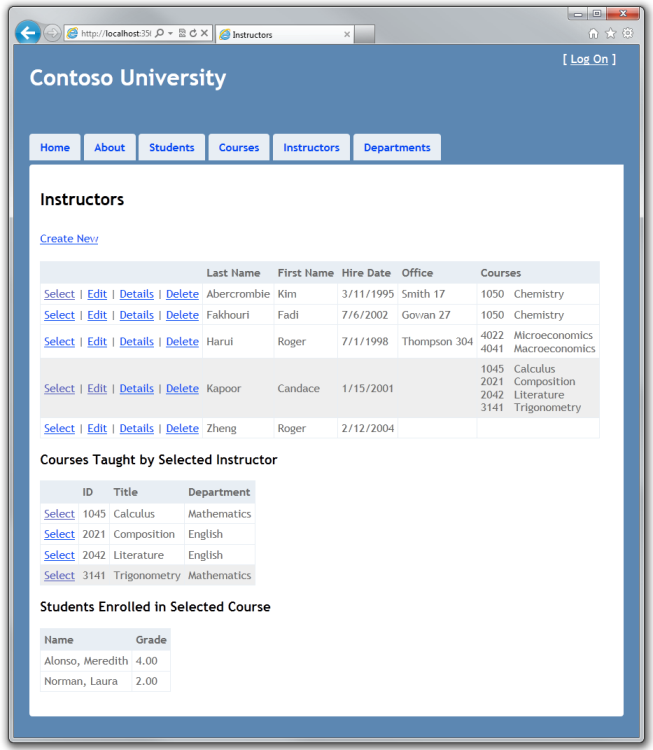 http://localhost:35(
Instructors
[ Log On ]
Contoso University
Home About Students Courses Instructors Departments
Instructors
Create New
Last Name First Name Hire Date Office Courses
Select | Edit | Details | Delete Abercrombie Kim 3/11/1995 Smith 17 1050 Chemistry
Select | Edit | Details | Delete Fakhouri Fadi 7/6/2002 Gowan 27 1050 Chemistry
Select | Edit | Details | Delete Harui Roger 7/1/1998 Thompson 304 4022 Microeconomics
4041 Macroeconomics
Select | Edit | Details | Delete Kapoor Candace 1/15/2001 1045 Calculus
2021 Composition
2042 Literature
3141 Trigonometry
Select | Edit | Details | Delete Zheng Roger 2/12/2004
Courses Taught by Selected Instructor
ID Title Department
Select 1045 Calculus Mathematics
Select 2021 Composition English
Select 2042 Literature English
Select 3141 Trigonometry Mathematics
Students Enrolled in Selected Course
Name Grade
Alonso, Meredith 4.00
Norman, Laura 2.00